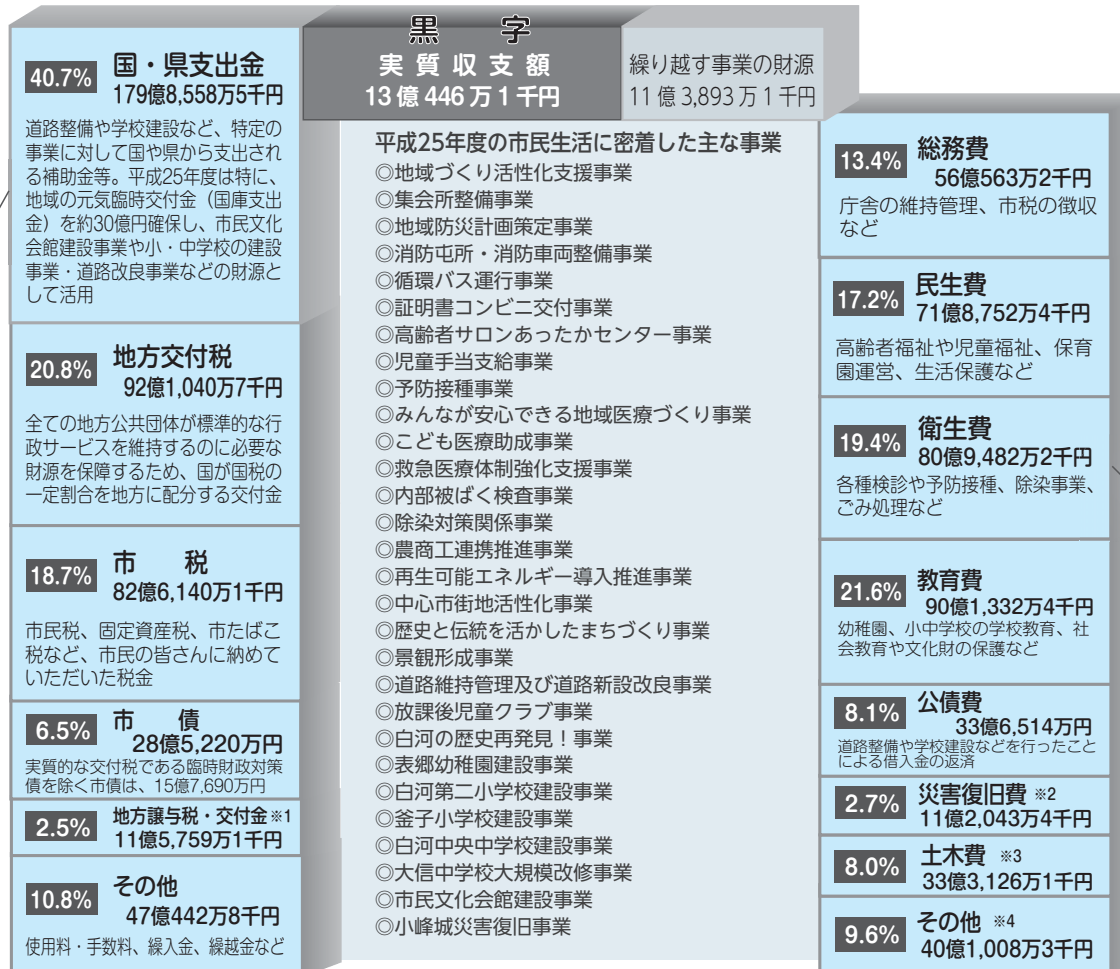 40.7%
国・県支出金
179億8,558万5千円
道路整備や学校建設など、特定の
事業に対して国や県から支出され
る補助金等。平成25年度は特に、
地域の元気臨時交付金（国庫支出
金）を約30億円確保し、市民文化
会館建設事業や小・中学校の建設
事業・道路改良事業などの財源と
して活用
20.8%
地方交付税
92億1,040万7千円
全ての地方公共団体が標準的な行
政サービスを維持するのに必要な
財源を保障するため、国が国税の
一定割合を地方に配分する交付金
18.7%
市　税
82億6,140万1千円
市民税、固定資産税、市たばこ
税など、市民の皆さんに納めて
いただいた税金
6.5%
市　債
28億5,220万円
実質的な交付税である臨時財政対策
債を除く市債は、15億7,690万円
2.5%
地方譲与税・交付金※1
11億5,759万1千円
10.8%
その他
47億442万8千円
使用料・手数料、繰入金、繰越金など
黒　字
実質収支額
13億446万1千円
繰り越す事業の財源
11億3,893万1千円
平成25年度の市民生活に密着した主な事業
◎地域づくり活性化支援事業
◎集会所整備事業
◎地域防災計画策定事業
◎消防屯所・消防車両整備事業
◎循環バス運行事業
◎証明書コンビニ交付事業
◎高齢者サロンあったかセンター事業
◎児童手当支給事業
◎予防接種事業
◎みんなが安心できる地域医療づくり事業
◎こども医療助成事業
◎救急医療体制強化支援事業
◎内部被ばく検査事業
◎除染対策関係事業
◎農商工連携推進事業
◎再生可能エネルギー導入推進事業
◎中心市街地活性化事業
◎歴史と伝統を活かしたまちづくり事業
◎景観形成事業
◎道路維持管理及び道路新設改良事業
◎放課後児童クラブ事業
◎白河の歴史再発見！事業
◎表郷幼稚園建設事業
◎白河第二小学校建設事業
◎釜子小学校建設事業
◎白河中央中学校建設事業
◎大信中学校大規模改修事業
◎市民文化会館建設事業
◎小峰城災害復旧事業
13.4%
総務費
56億563万2千円
庁舎の維持管理、市税の徴収
など
17.2%
民生費
71億8,752万4千円
高齢者福祉や児童福祉、保育
園運営、生活保護など
19.4%
衛生費
80億9,482万2千円
各種検診や予防接種、除染事業、
ごみ処理など
21.6%
教育費
90億1,332万4千円
幼稚園、小中学校の学校教育、社
会教育や文化財の保護など
8.1%
公債費
33億6,514万円
道路整備や学校建設などを行ったこと
による借入金の返済
2.7%
災害復旧費 ※2
11億2,043万4千円
8.0%
土木費 ※3
33億3,126万1千円
9.6%
その他 ※4
40億1,008万3千円